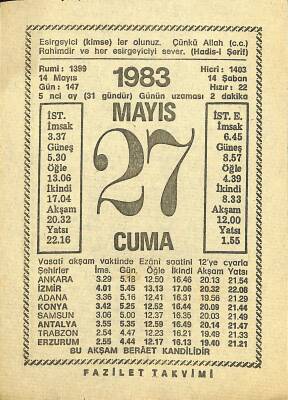 Esirgeyici (kimse) ler olunuz. Çünkü Allah (c.c.)
Rahimdir ve her esirgeyiciyi sever. (Hadis-i Şerif)
Rumi : 1399
14 Mayıs
Gün : 147
1983
Hicri : 1403
14 Şaban
Hızır : 22
5 nci ay (31 gündür) Günün uzaması 2 dakika
MAYIS
27
CUMA
İST.
İmsak
3.37
Güneş
5.30
Öğle
13.06
İkindi
17.04
Akşam
20.32
Yatsı
22.16
İST. E.
İmsak
6.45
Güneş
8.57
Öğle
4.39
İkindi
8.33
Akşam
12.00
Yatsı
1.55
Vasati akşam vaktinde Ezâni saatini 12'ye ayarla
Şehirler İms. Gün. Öğle İkindi Akşam Yatsı
ANKARA 3.29 5.18 12.50 16.46 20.13 21.54
İZMİR 4.01 5.45 13.13 17.06 20.32 22.08
ADANA 3.36 5.16 12.41 16.31 19.56 21.29
KONYA 3.42 5.25 12.52 16.44 20.09 21.44
SAMSUN 3.06 5.00 12.37 16.35 20.03 21.49
ANTALYA 3.55 5.35 12.59 16.49 20.14 21.47
TRABZON 2.54 4.47 12.23 16.21 19.49 21.33
ERZURUM 2.55 4.44 12.17 16.13 19.40 21.21
BU AKŞAM BERÂET KANDİLİDİR
FAZİLET TAKVİMİ